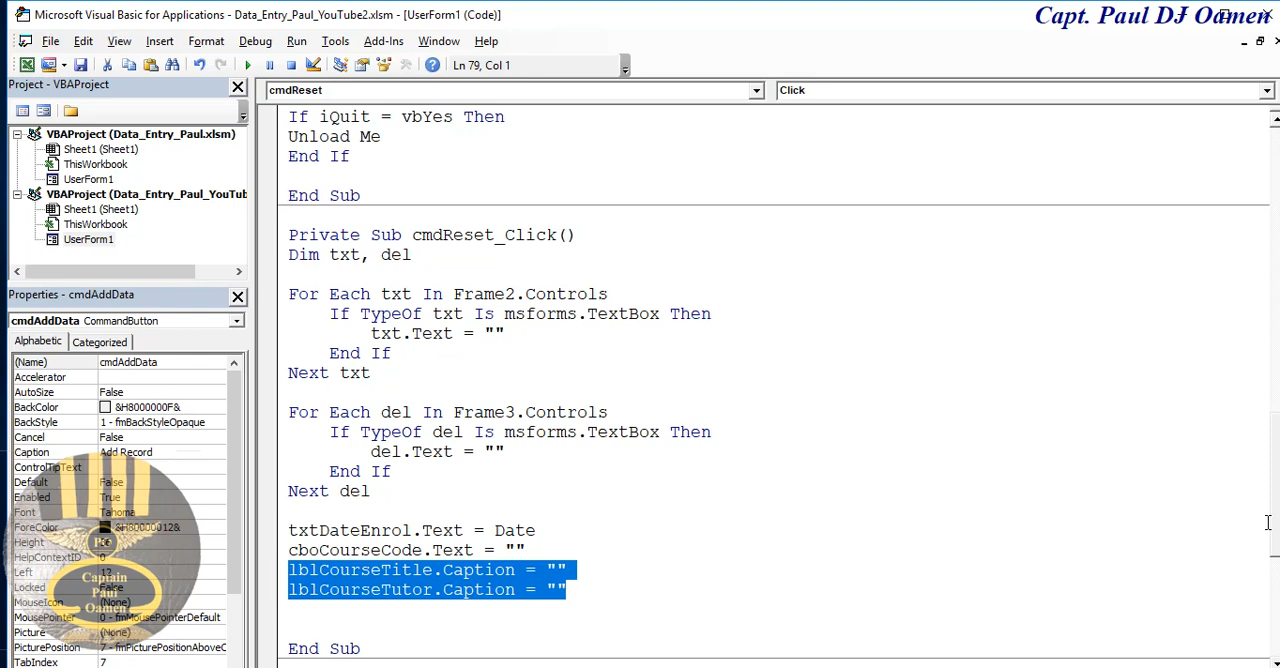 Microsoft Visual Basic for Applications - Data_Entry_Paul_YouTube2.xlsm - [UserForm1 (Code)]
Capt. Paul DJ Oamen
File Edit View Insert Format Debug Run Tools Add-Ins Window Help
Ln 79, Col 1
Project - VBAProject
cmdReset
Click
VBAProject (Data_Entry_Paul.xlsm)
Sheet1 (Sheet1)
ThisWorkbook
UserForm1
VBAProject (Data_Entry_Paul_YouTub
Sheet1 (Sheet1)
ThisWorkbook
UserForm1
Properties - cmdAddData
cmdAddData CommandButton
Alphabetic Categorized
(Name) cmdAddData
Accelerator
AutoSize False
BackColor &H8000000F&
BackStyle 1 - fmBackStyleOpaque
Cancel False
Caption Add Record
ControlTipText
Default False
Enabled True
Font Tahoma
ForeColor &H80000012&
Height
HelpContextID 0
Left 12
Locked False
MouseIcon (None)
MousePointer 0 - fmMousePointerDefault
Picture (None)
PicturePosition 7 - fmPicturePositionAboveC
TabIndex 7
Captain
Paul
Oamen
If iQuit = vbYes Then
Unload Me
End If
End Sub
Private Sub cmdReset_Click()
Dim txt, del
For Each txt In Frame2.Controls
If TypeOf txt Is msforms.TextBox Then
txt.Text = ""
End If
Next txt
For Each del In Frame3.Controls
If TypeOf del Is msforms.TextBox Then
del.Text = ""
End If
Next del
txtDateEnrol.Text = Date
cboCourseCode.Text = ""
lblCourseTitle.Caption = ""
lblCourseTutor.Caption = ""
End Sub